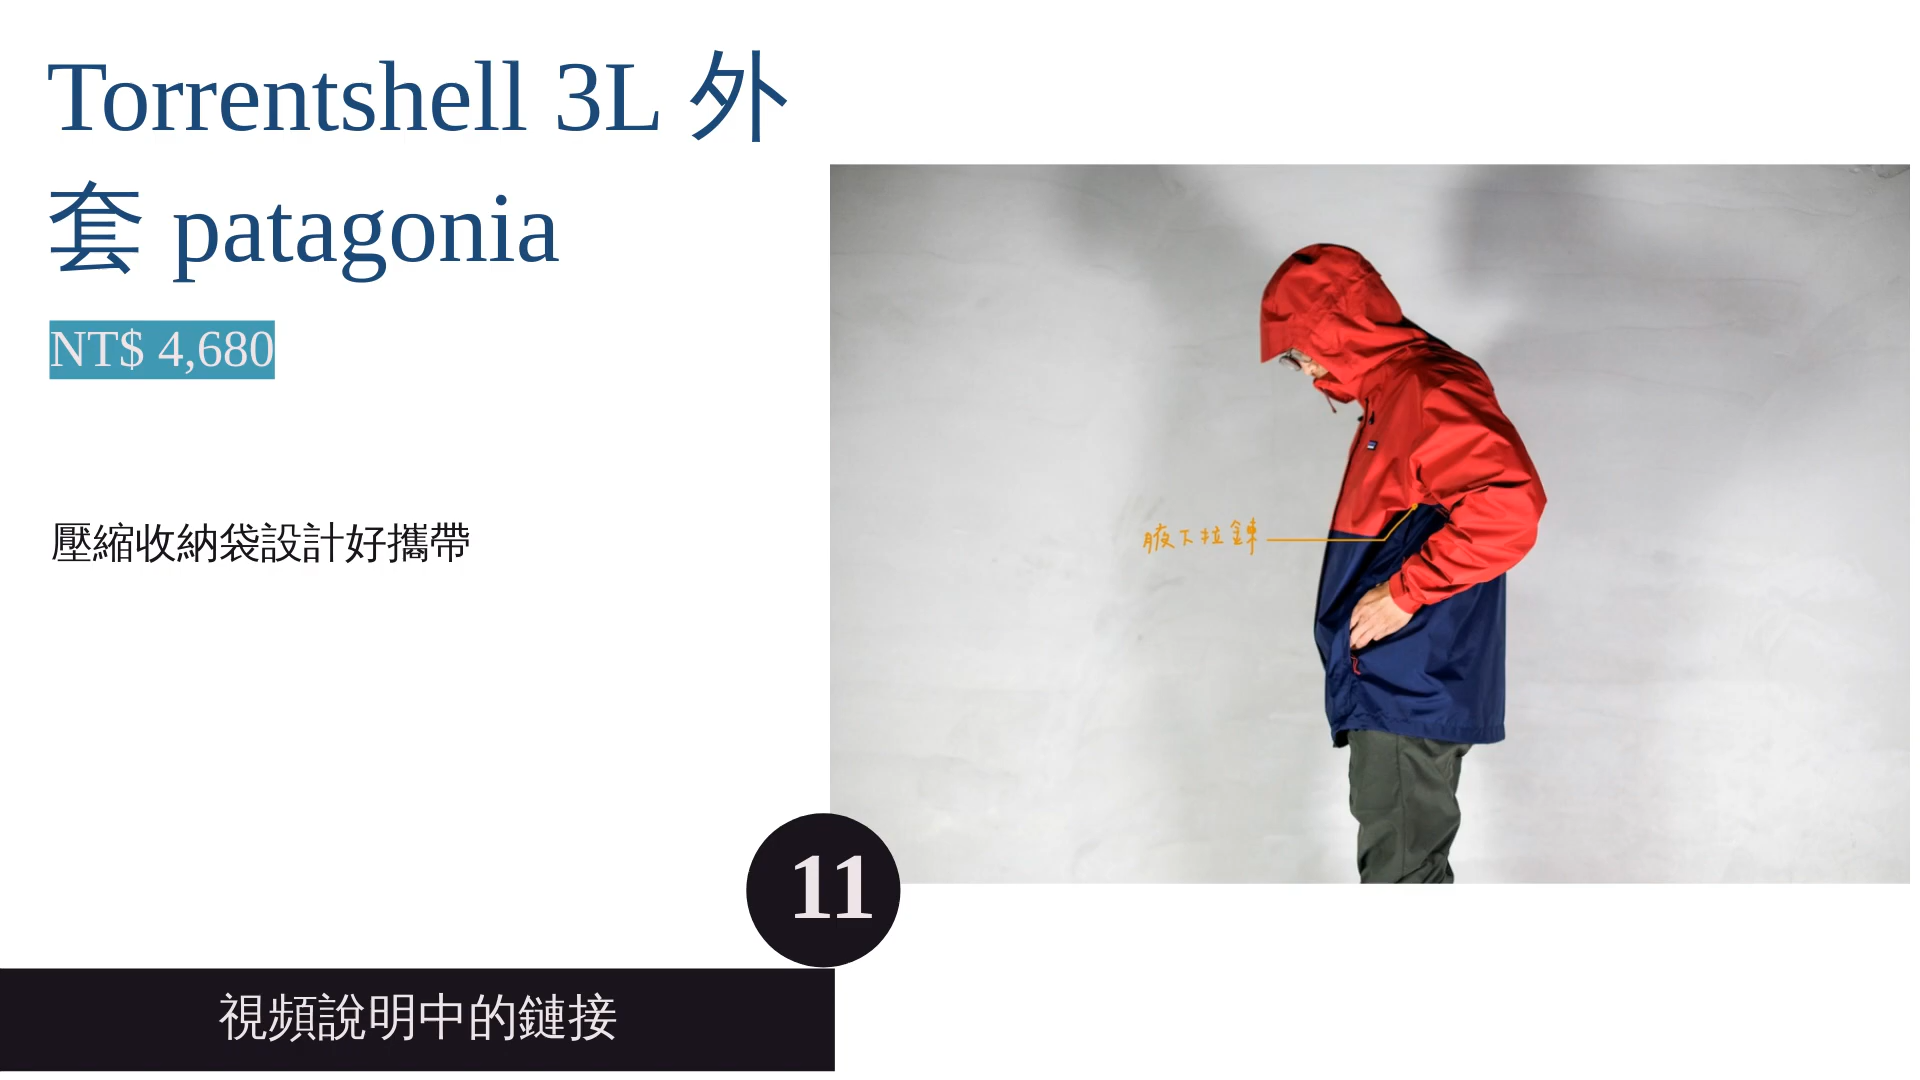 Torrentshell 3L 外
套 patagonia
NT$ 4,680
壓縮收納袋設計好攜帶
腋下拉鍊
11
視頻說明中的鏈接